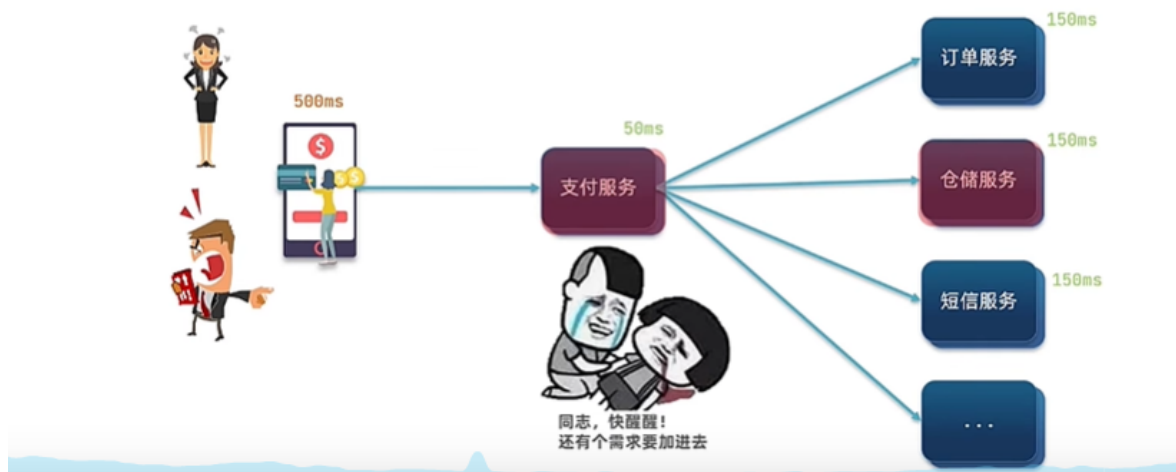 500ms
$
$
$
50ms
支付服务
150ms
订单服务
150ms
仓储服务
150ms
短信服务
...
同志，快醒醒！
还有个需求要加进去